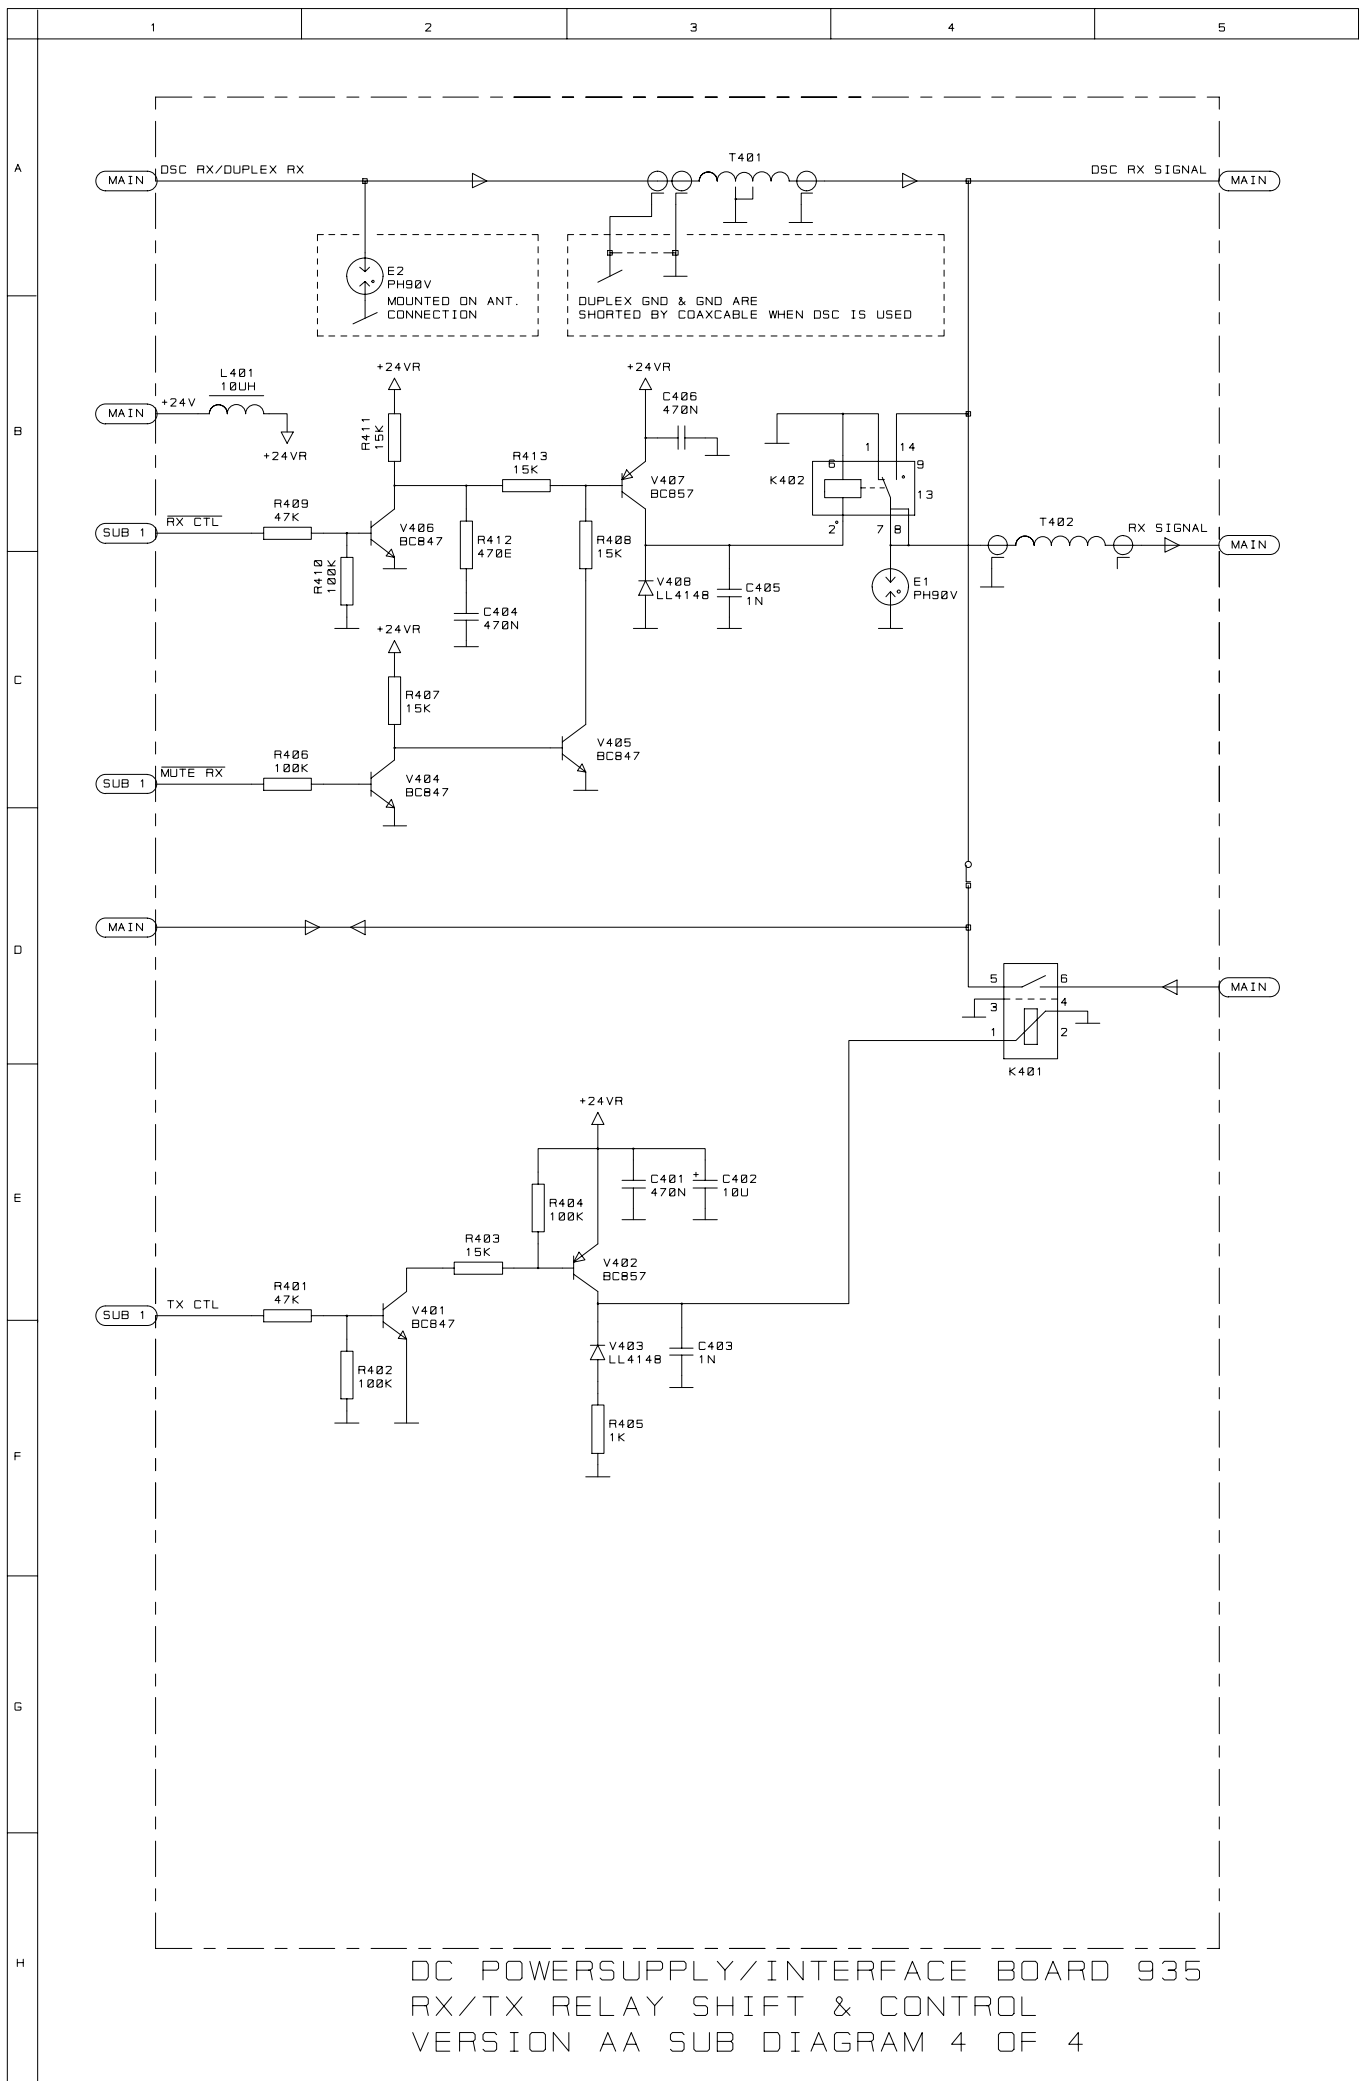 1 2 3 4 5
A
MAIN DSC RX/DUPLEX RX
T401
DSC RX SIGNAL MAIN
E2
PH90V
MOUNTED ON ANT.
CONNECTION
DUPLEX GND & GND ARE
SHORTED BY COAXCABLE WHEN DSC IS USED
B
MAIN +24V
L401
10UH
+24VR
+24VR
R411
15K
R413
15K
+24VR
C406
470N
V407
BC857
K402
6
1
14
9
13
2
7
8
SUB 1 RX CTL
R409
47K
R410
100K
V406
BC847
R412
470E
C404
470N
R408
15K
V408
LL4148
C405
1N
E1
PH90V
T402
RX SIGNAL MAIN
C
+24VR
R407
15K
SUB 1 MUTE RX
R406
100K
V404
BC847
V405
BC847
D
MAIN
5 6
3 4
1 2
K401
MAIN
E
+24VR
R404
100K
C401
470N
+
C402
10U
R403
15K
V402
BC857
SUB 1 TX CTL
R401
47K
V401
BC847
R402
100K
V403
LL4148
C403
1N
R405
1K
F
G
H
DC POWERSUPPLY/INTERFACE BOARD 935
RX/TX RELAY SHIFT & CONTROL
VERSION AA SUB DIAGRAM 4 OF 4